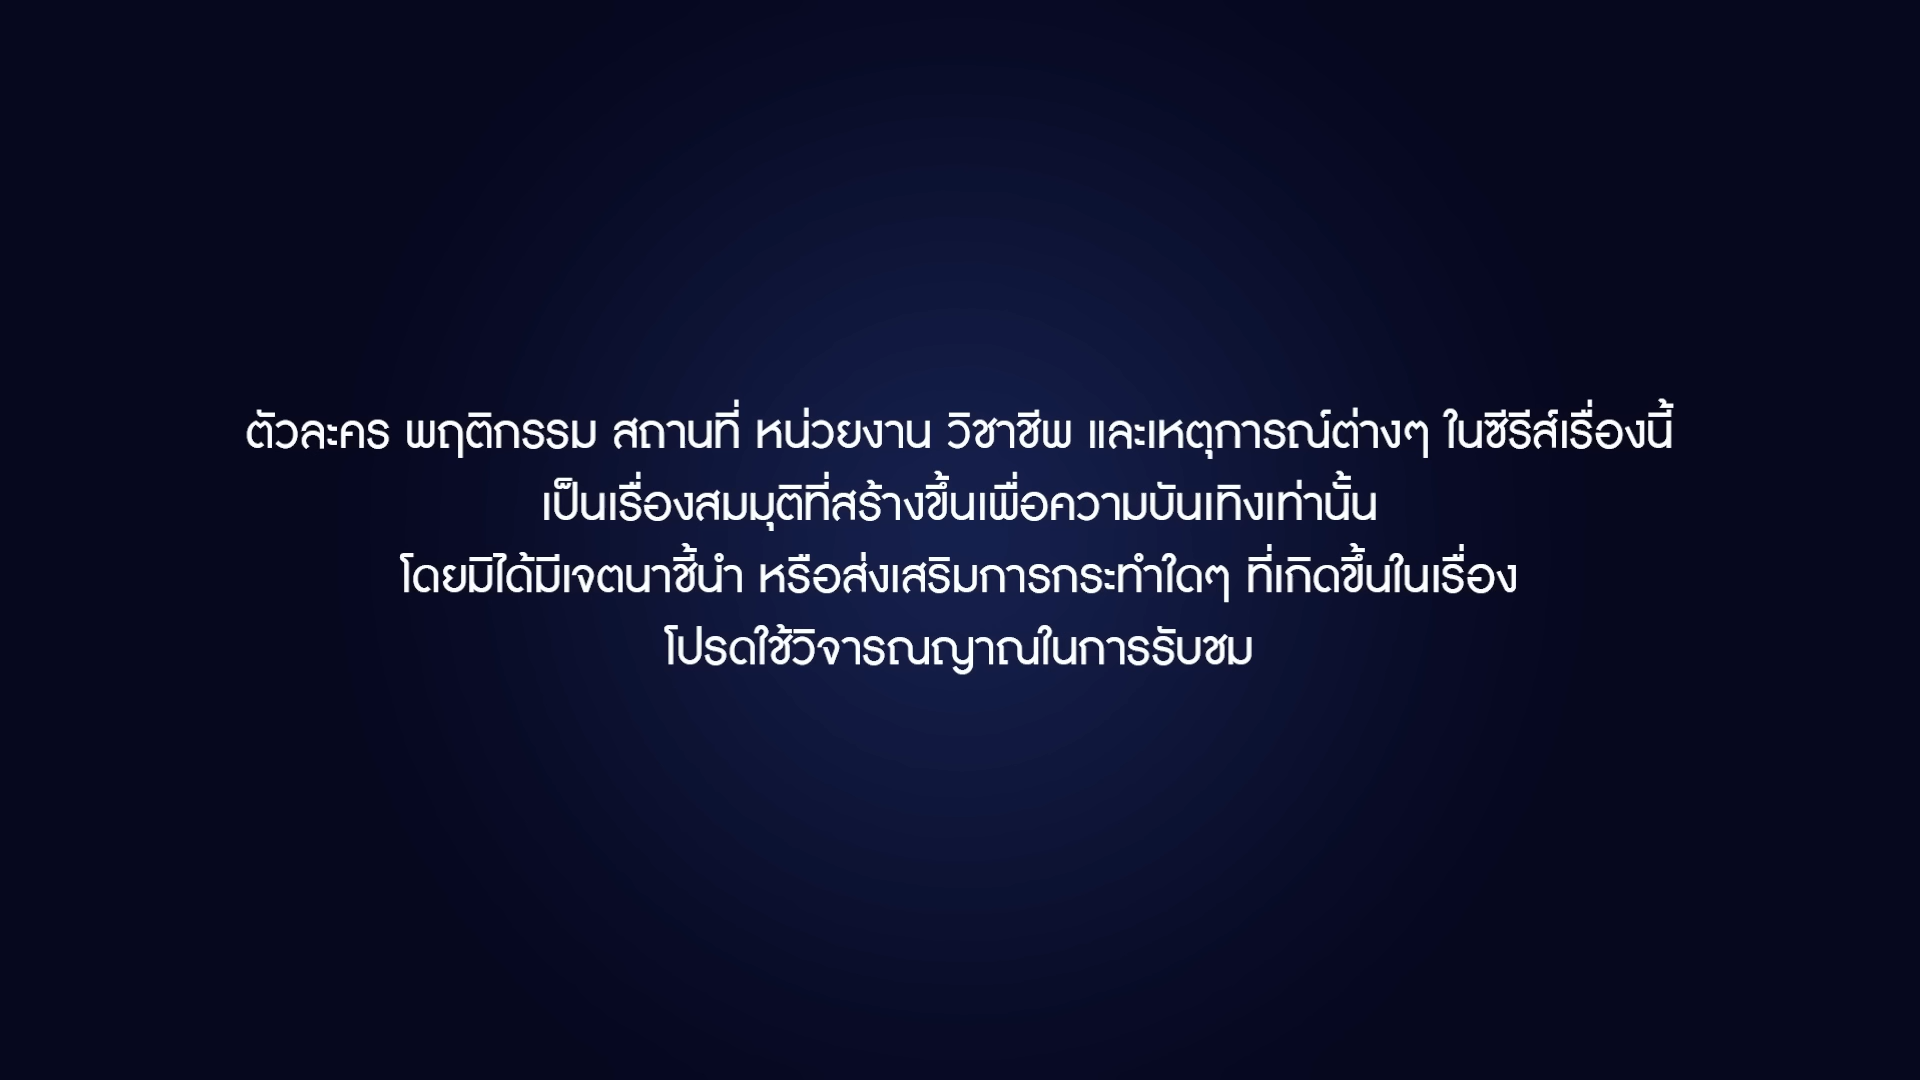 ตัวละคร พฤติกรรม สถานที่ หน่วยงาน วิชาชีพ และเหตุการณ์ต่างๆ ในซีรีส์เรื่องนี้
เป็นเรื่องสมมุติที่สร้างขึ้นเพื่อความบันเทิงเท่านั้น
โดยมิได้มีเจตนาชี้นำ หรือส่งเสริมการกระทำใดๆ ที่เกิดขึ้นในเรื่อง
โปรดใช้วิจารณญาณในการรับชม